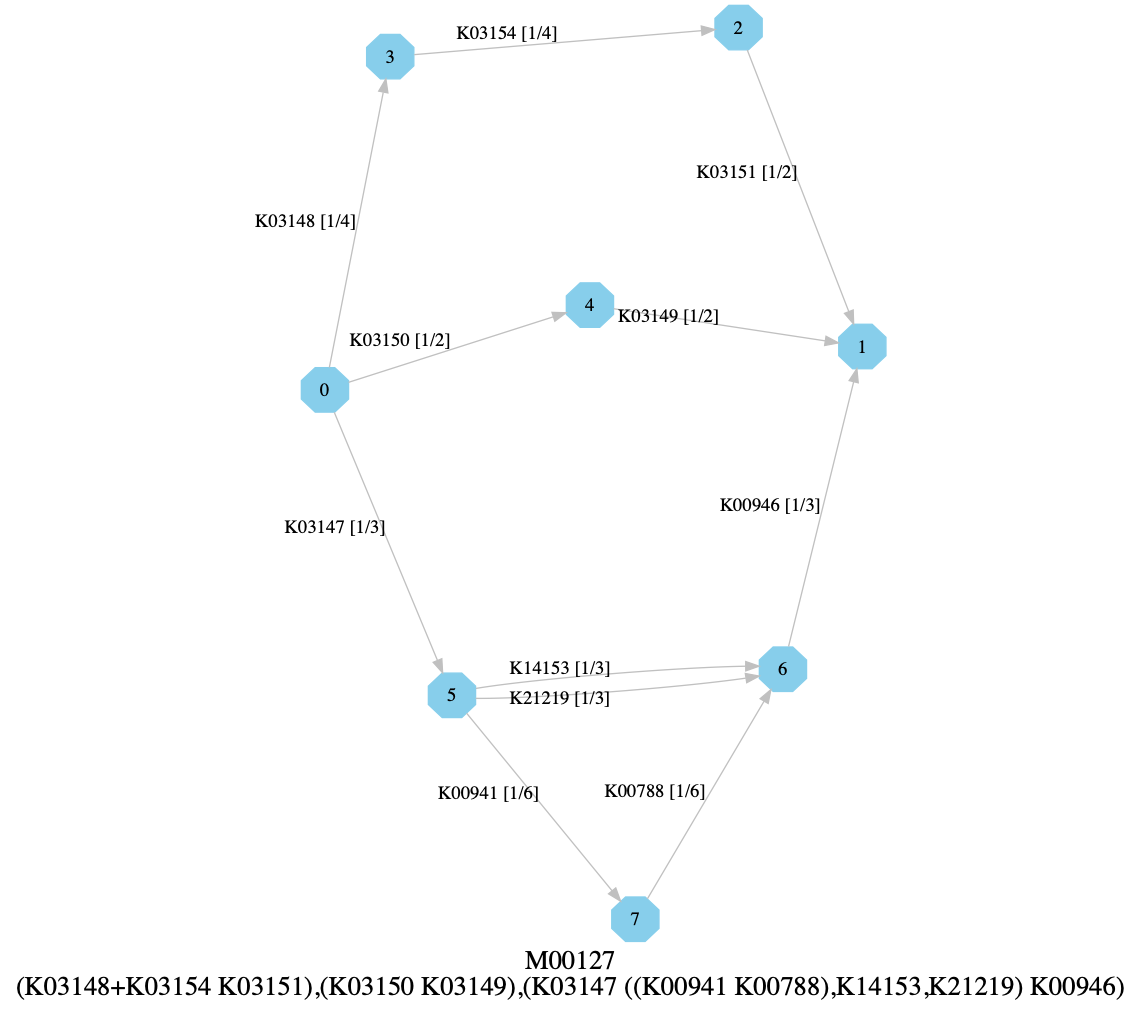 2
K03154 [1/4]
3
K03151 [1/2]
K03148 [1/4]
4
K03149 [1/2]
K03150 [1/2]
1
0
K00946 [1/3]
K03147 [1/3]
K14153 [1/3]
6
5
K21219 [1/3]
K00941 [1/6]
K00788 [1/6]
7
M00127
(K03148+K03154 K03151),(K03150 K03149),(K03147 ((K00941 K00788),K14153,K21219) K00946)